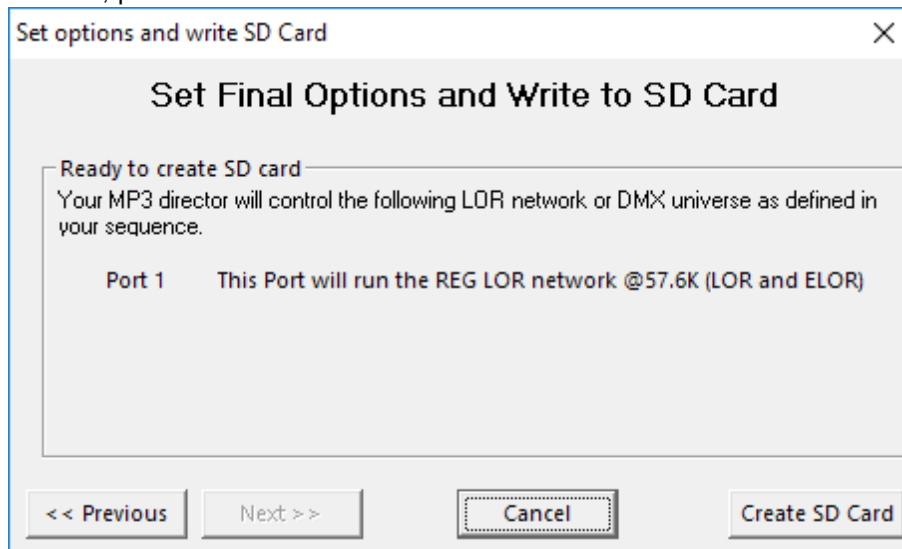 Set options and write SD Card
Set Final Options and Write to SD Card
Ready to create SD card
Your MP3 director will control the following LOR network or DMX universe as defined in
your sequence.
Port 1 This Port will run the REG LOR network @57.6K (LOR and ELOR)
<< Previous Next >> Cancel Create SD Card